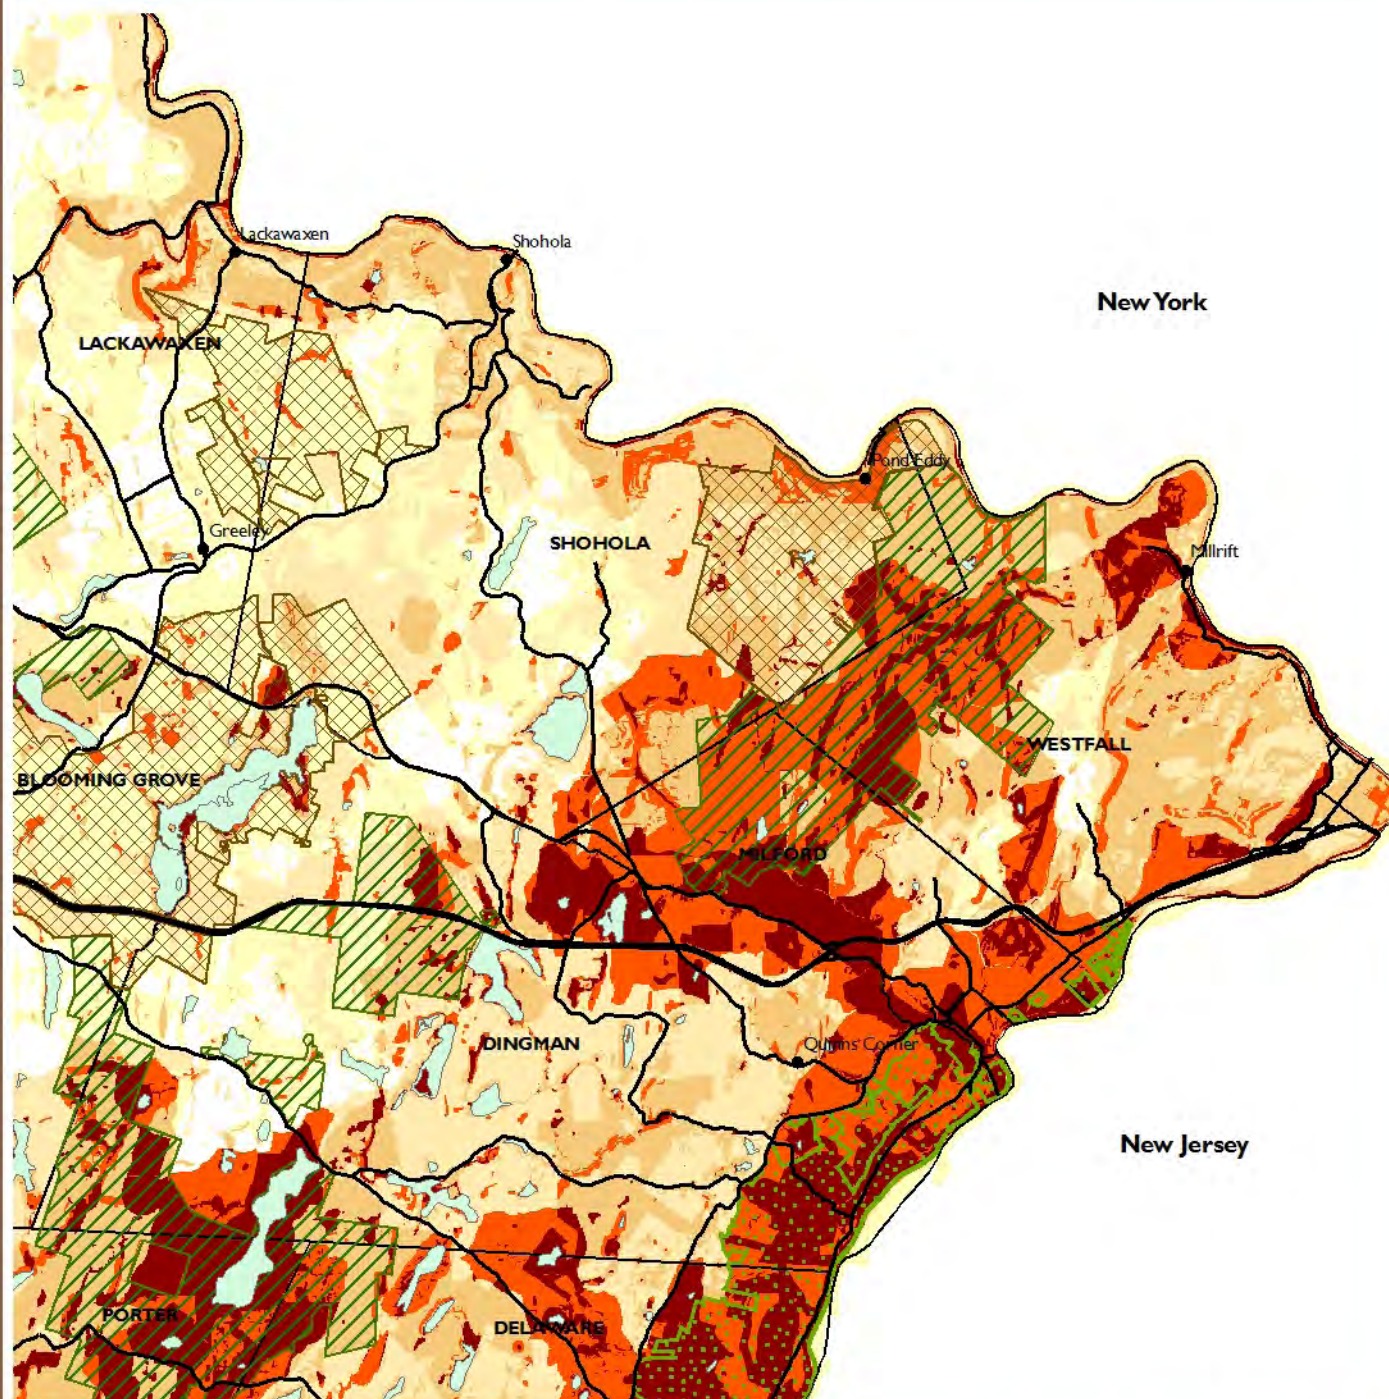 Lackawaxen
Shohola
New York
LACKAWAXEN
Pond Eddy
Greeley
SHOHOLA
Millrift
WESTFALL
BLOOMING GROVE
MILFORD
DINGMAN
Quinns Corner
New Jersey
PORTER
DELAWARE